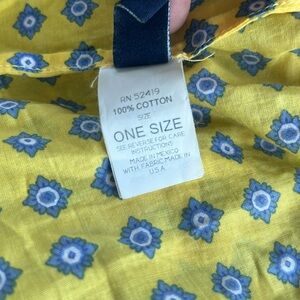 RN 52419
100% COTTON
SIZE
ONE SIZE
SEE REVERSE FOR CARE
INSTRUCTIONS
MADE IN MEXICO
WITH FABRIC MADE IN
U.S.A.